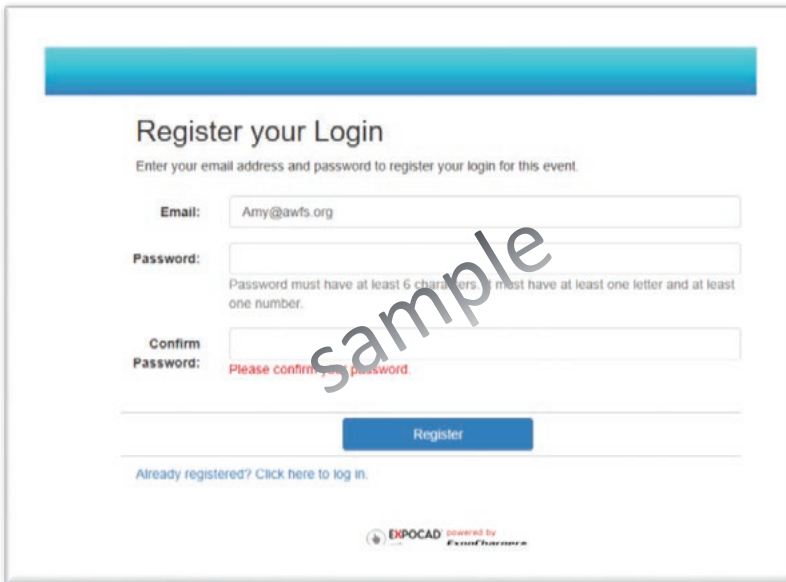 Register your Login
Enter your email address and password to register your login for this event.
Email:
Amy@awfs.org
Password:
Password must have at least 6 characters. It must have at least one letter and at least
one number.
Confirm
Password:
Please confirm your password.
sample
Register
Already registered? Click here to log in.
EXPOCAD powered by